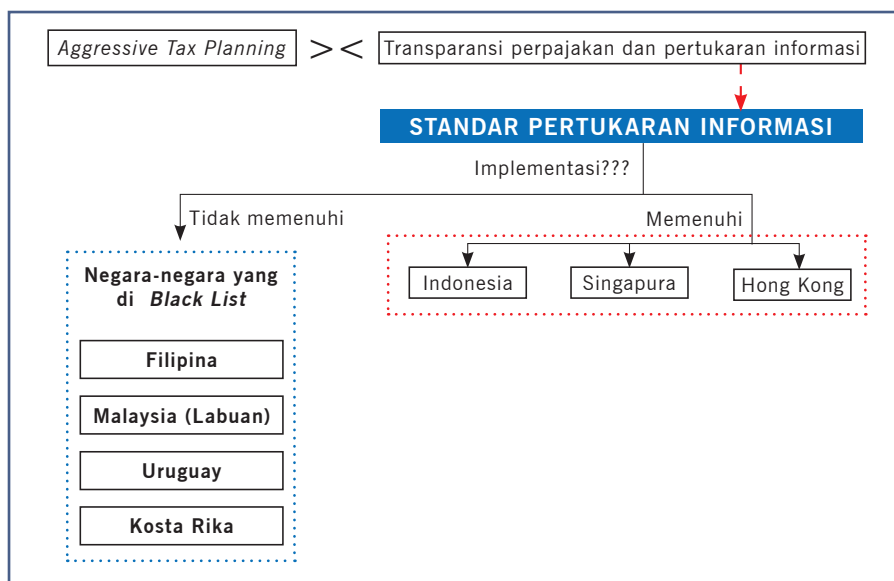 Aggressive Tax Planning >< Transparansi perpajakan dan pertukaran informasi
STANDAR PERTUKARAN INFORMASI
Implementasi???
Tidak memenuhi
Memenuhi
Negara-negara yang
di Black List
Filipina
Malaysia (Labuan)
Uruguay
Kosta Rika
Indonesia
Singapura
Hong Kong